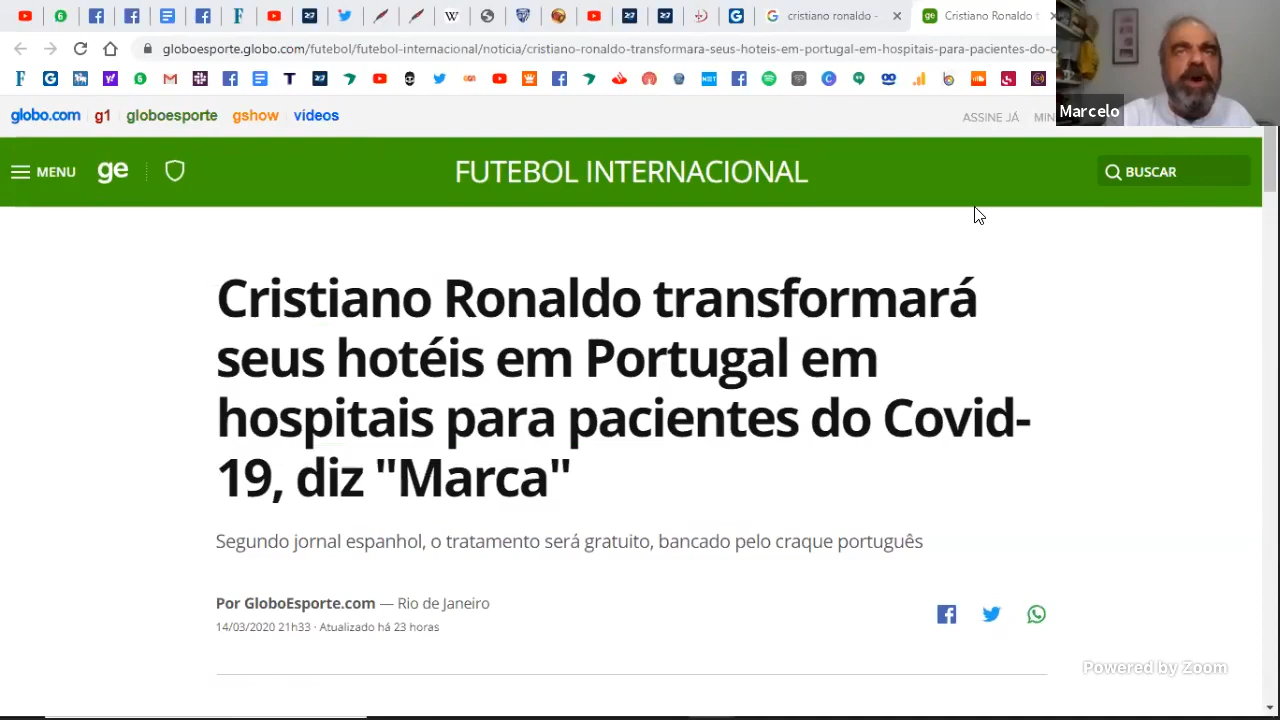 cristiano ronaldo -
Cristiano Ronaldo t
globoesporte.globo.com/futebol/futebol-internacional/noticia/cristiano-ronaldo-transformara-seus-hoteis-em-portugal-em-hospitais-para-pacientes-do-c
globo.com g1 globoesporte gshow vídeos
ASSINE JÁ MIN
Marcelo
MENU ge FUTEBOL INTERNACIONAL BUSCAR
Cristiano Ronaldo transformará
seus hotéis em Portugal em
hospitais para pacientes do Covid-
19, diz "Marca"
Segundo jornal espanhol, o tratamento será gratuito, bancado pelo craque português
Por GloboEsporte.com — Rio de Janeiro
14/03/2020 21h33 · Atualizado há 23 horas
Powered by Zoom